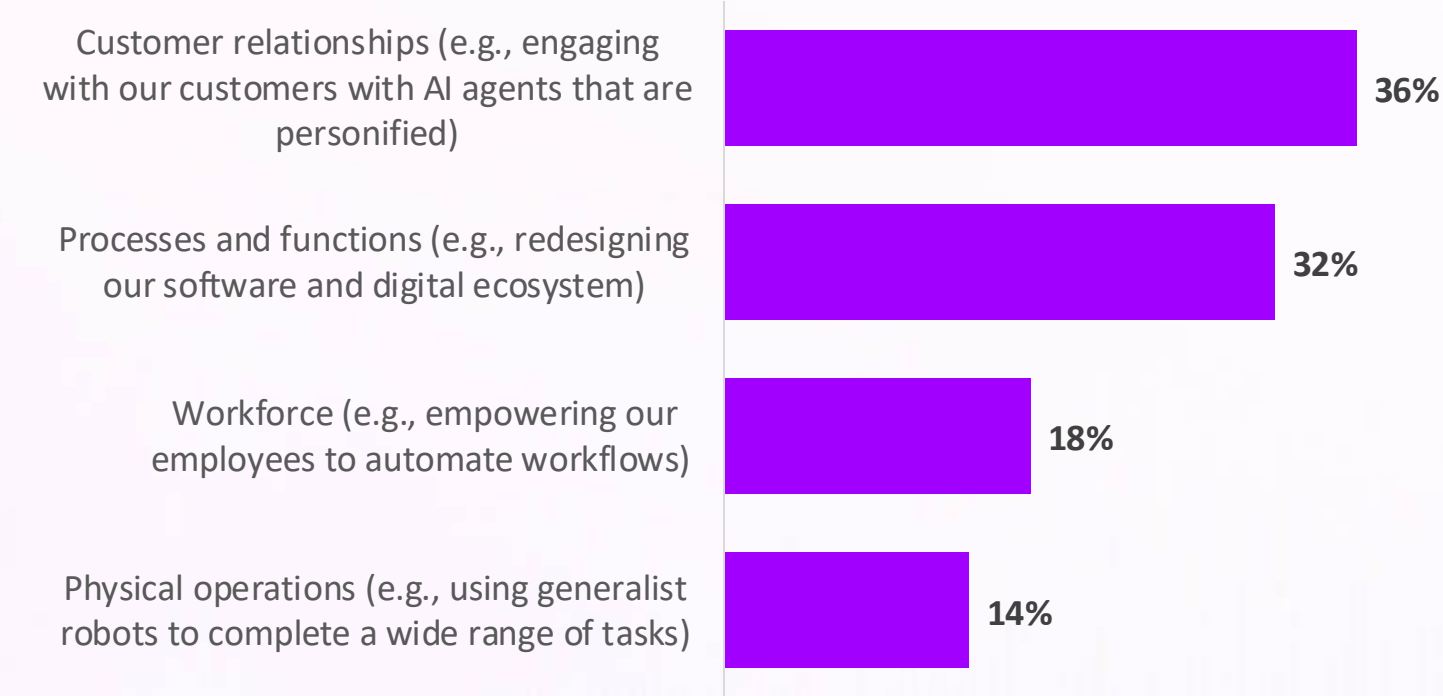 Customer relationships (e.g., engaging
with our customers with AI agents that are
personified)
36%
Processes and functions (e.g., redesigning
our software and digital ecosystem)
32%
Workforce (e.g., empowering our
employees to automate workflows)
18%
Physical operations (e.g., using generalist
robots to complete a wide range of tasks)
14%